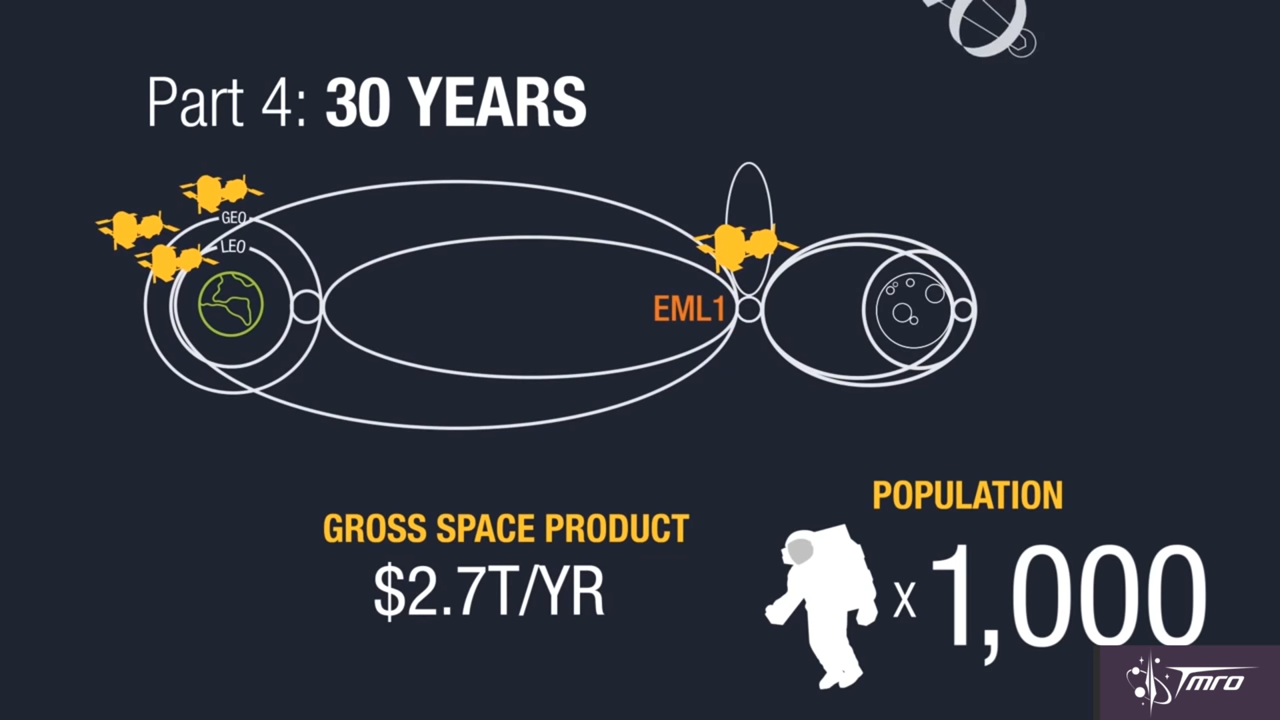 Part 4: 30 YEARS
GEO
LEO
EML1
GROSS SPACE PRODUCT
$2.7T/YR
POPULATION
x 1,000
Tmro